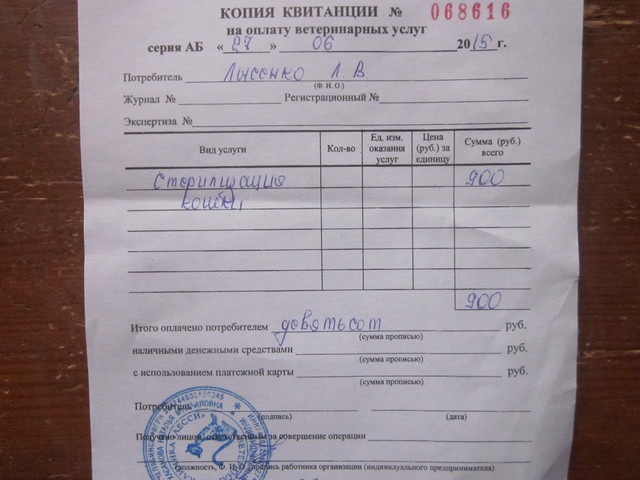 КОПИЯ КВИТАНЦИИ № 068616
на оплату ветеринарных услуг
серия АБ « 27 » 06 2015 г.
Потребитель Лысенко Л. В
(Ф. И. О.)
Журнал № Регистрационный №
Экспертиза №
Вид услуги Кол-во Ед. изм. оказания услуг Цена (руб.) за единицу Сумма (руб.) всего
Стерилизация 900
кошки
900
Итого оплачено потребителем девятьсот руб.
(сумма прописью)
наличными денежными средствами руб.
(сумма прописью)
с использованием платежной карты руб.
(сумма прописью)
Потребитель:
(подпись) (дата)
Получено лицом, ответственным за совершение операции
(должность, Ф. И. О., подпись работника организации (индивидуального предпринимателя)